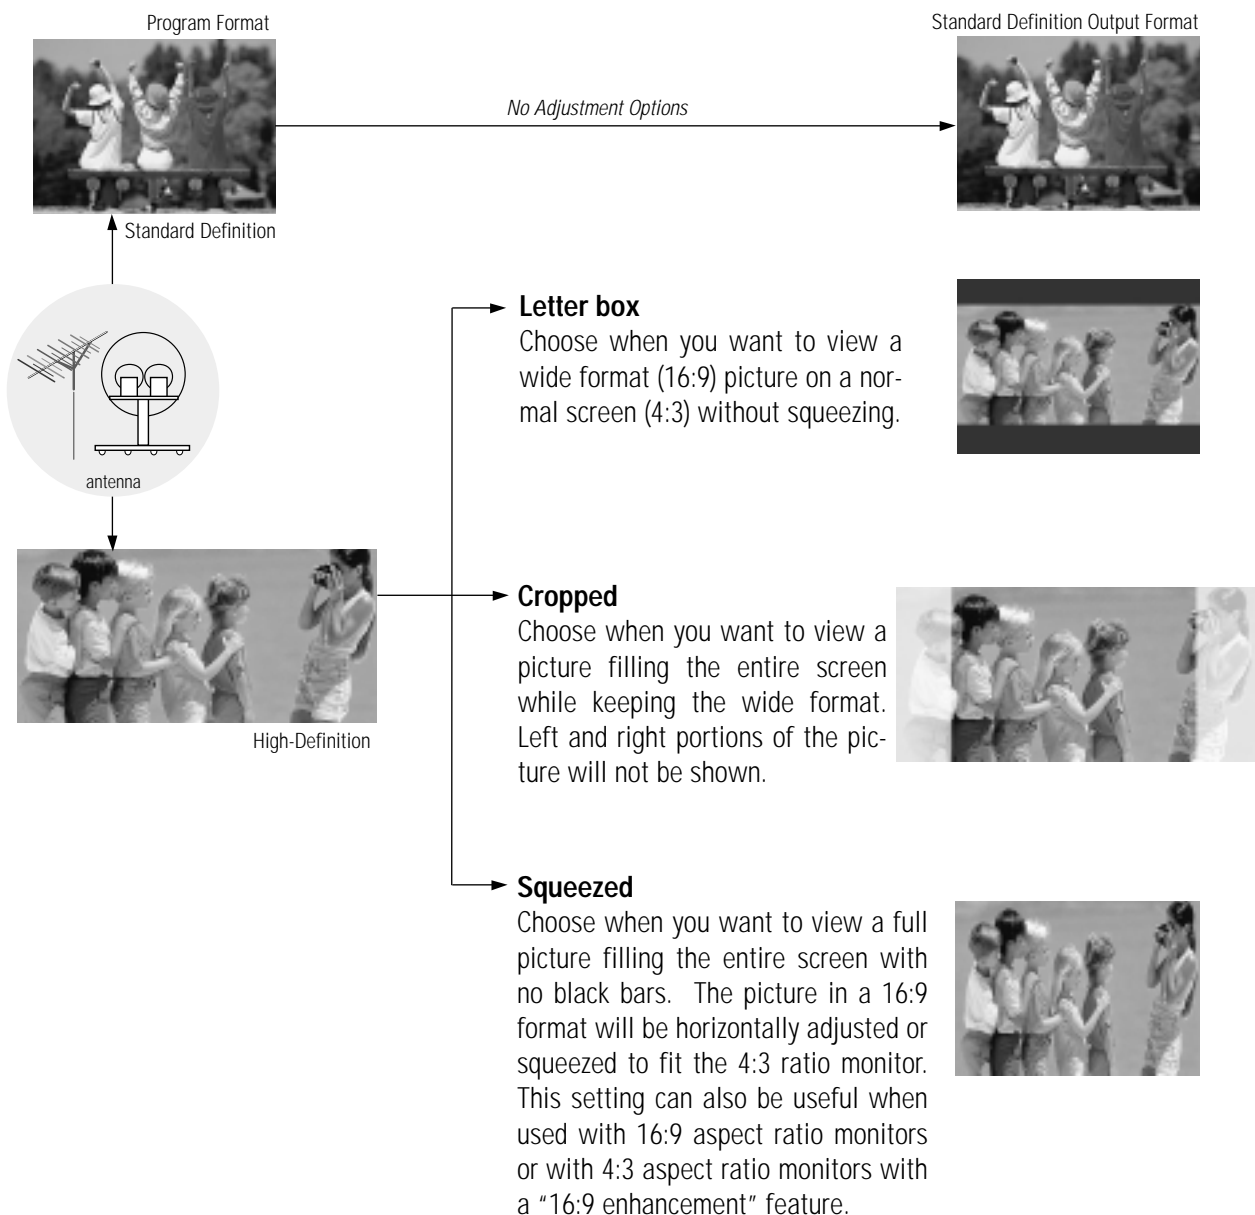 Program Format
Standard Definition Output Format
No Adjustment Options
Standard Definition
antenna
High-Definition
Letter box
Choose when you want to view a
wide format (16:9) picture on a nor-
mal screen (4:3) without squeezing.
Cropped
Choose when you want to view a
picture filling the entire screen
while keeping the wide format.
Left and right portions of the pic-
ture will not be shown.
Squeezed
Choose when you want to view a full
picture filling the entire screen with
no black bars. The picture in a 16:9
format will be horizontally adjusted or
squeezed to fit the 4:3 ratio monitor.
This setting can also be useful when
used with 16:9 aspect ratio monitors
or with 4:3 aspect ratio monitors with
a “16:9 enhancement” feature.